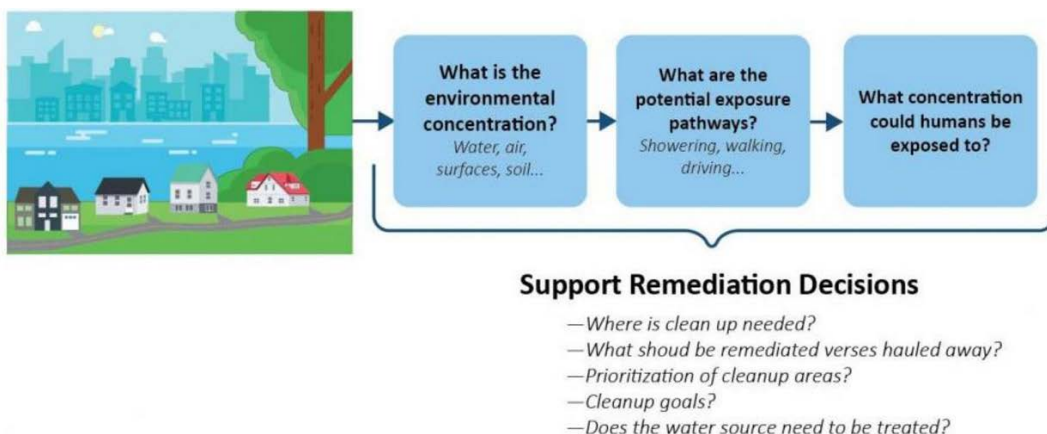 What is the
environmental
concentration?
Water, air,
surfaces, soil...
What are the
potential exposure
pathways?
Showering, walking,
driving...
What concentration
could humans be
exposed to?
Support Remediation Decisions
—Where is clean up needed?
—What shoud be remediated verses hauled away?
—Prioritization of cleanup areas?
—Cleanup goals?
—Does the water source need to be treated?